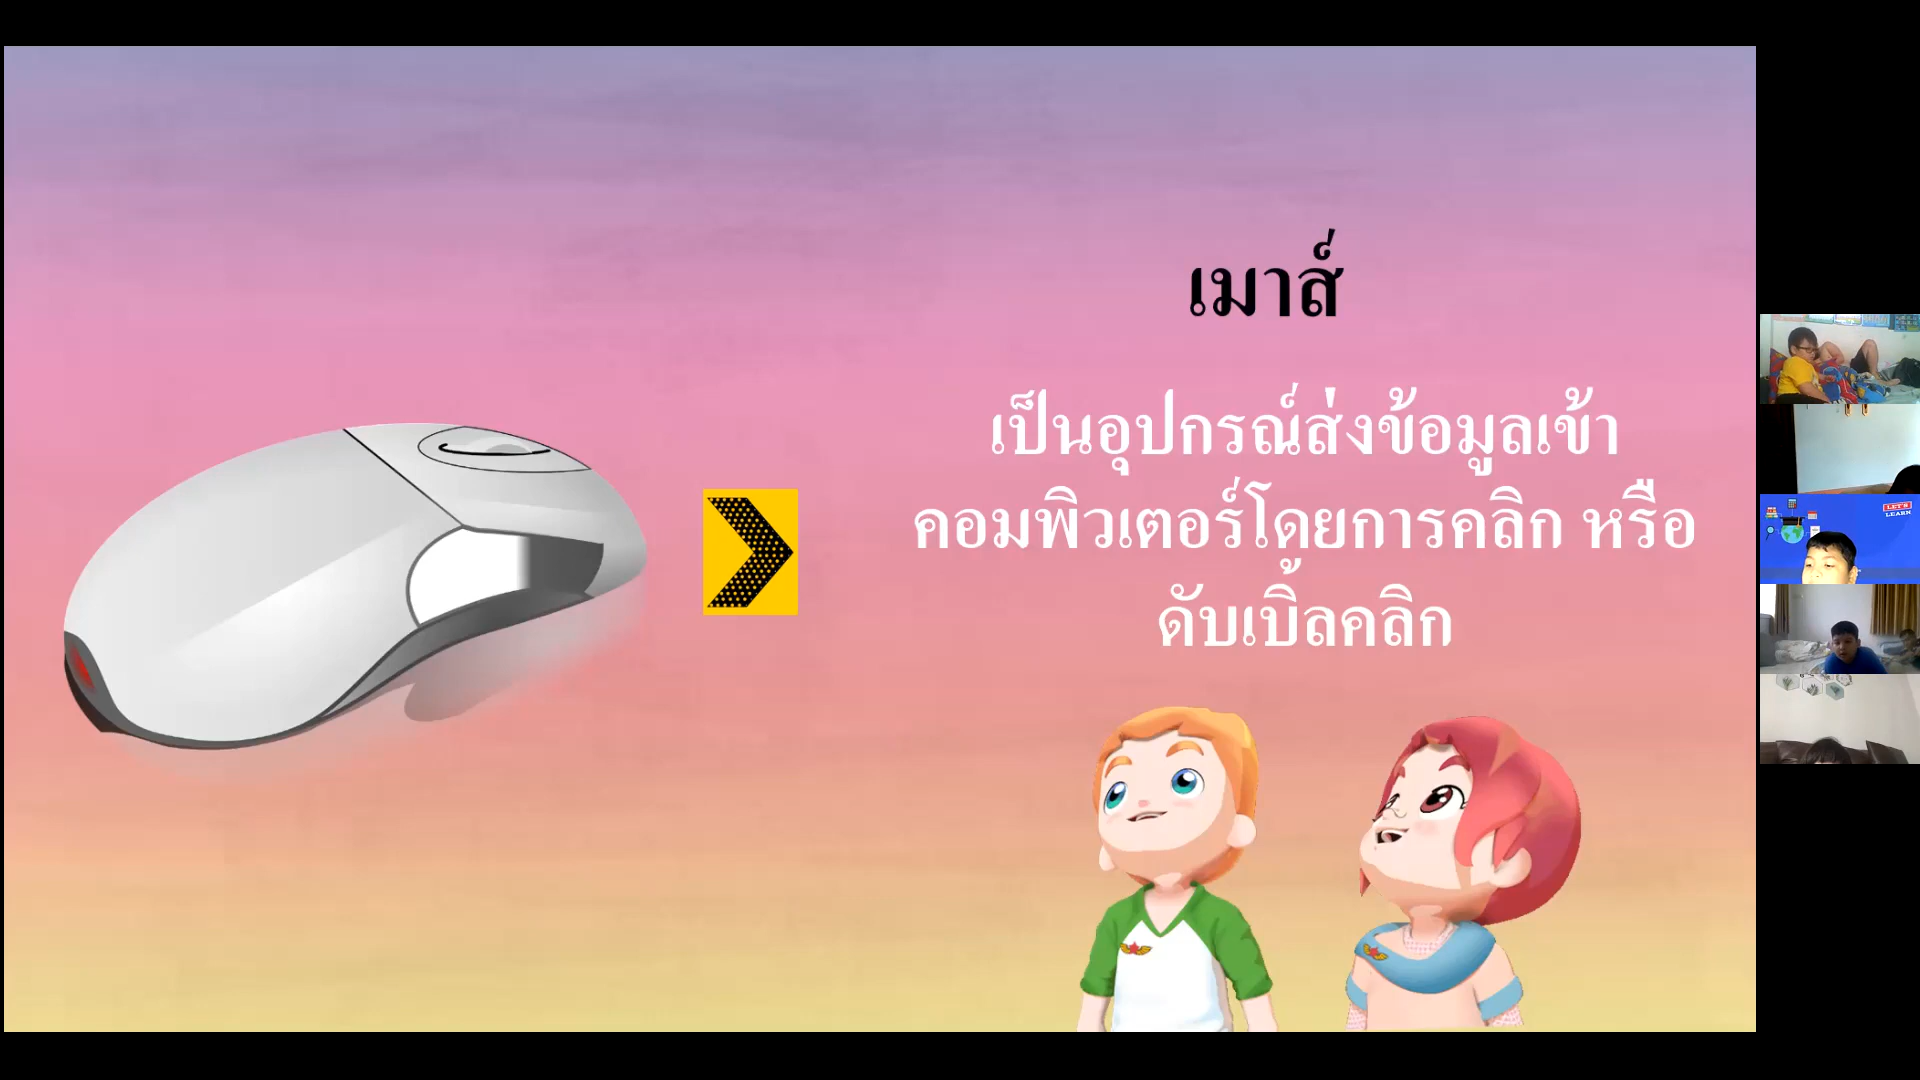 เมาส์
เป็นอุปกรณ์ส่งข้อมูลเข้า
คอมพิวเตอร์โดยการคลิก หรือ
ดับเบิ้ลคลิก
LET'S
LEARN